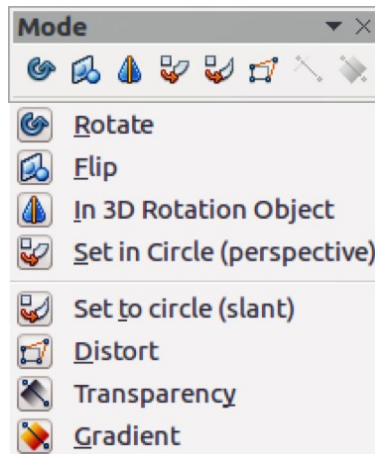 Mode
Rotate
Flip
In 3D Rotation Object
Set in Circle (perspective)
Set to circle (slant)
Distort
Transparency
Gradient